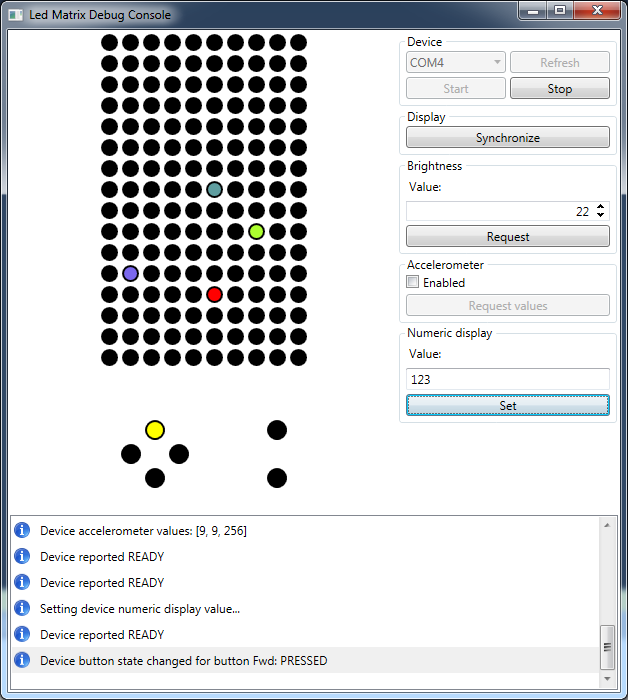 Led Matrix Debug Console
Device
COM4
Refresh
Start
Stop
Display
Synchronize
Brightness
Value:
22
Request
Accelerometer
Enabled
Request values
Numeric display
Value:
123
Set
Device accelerometer values: [9, 9, 256]
Device reported READY
Device reported READY
Setting device numeric display value...
Device reported READY
Device button state changed for button Fwd: PRESSED